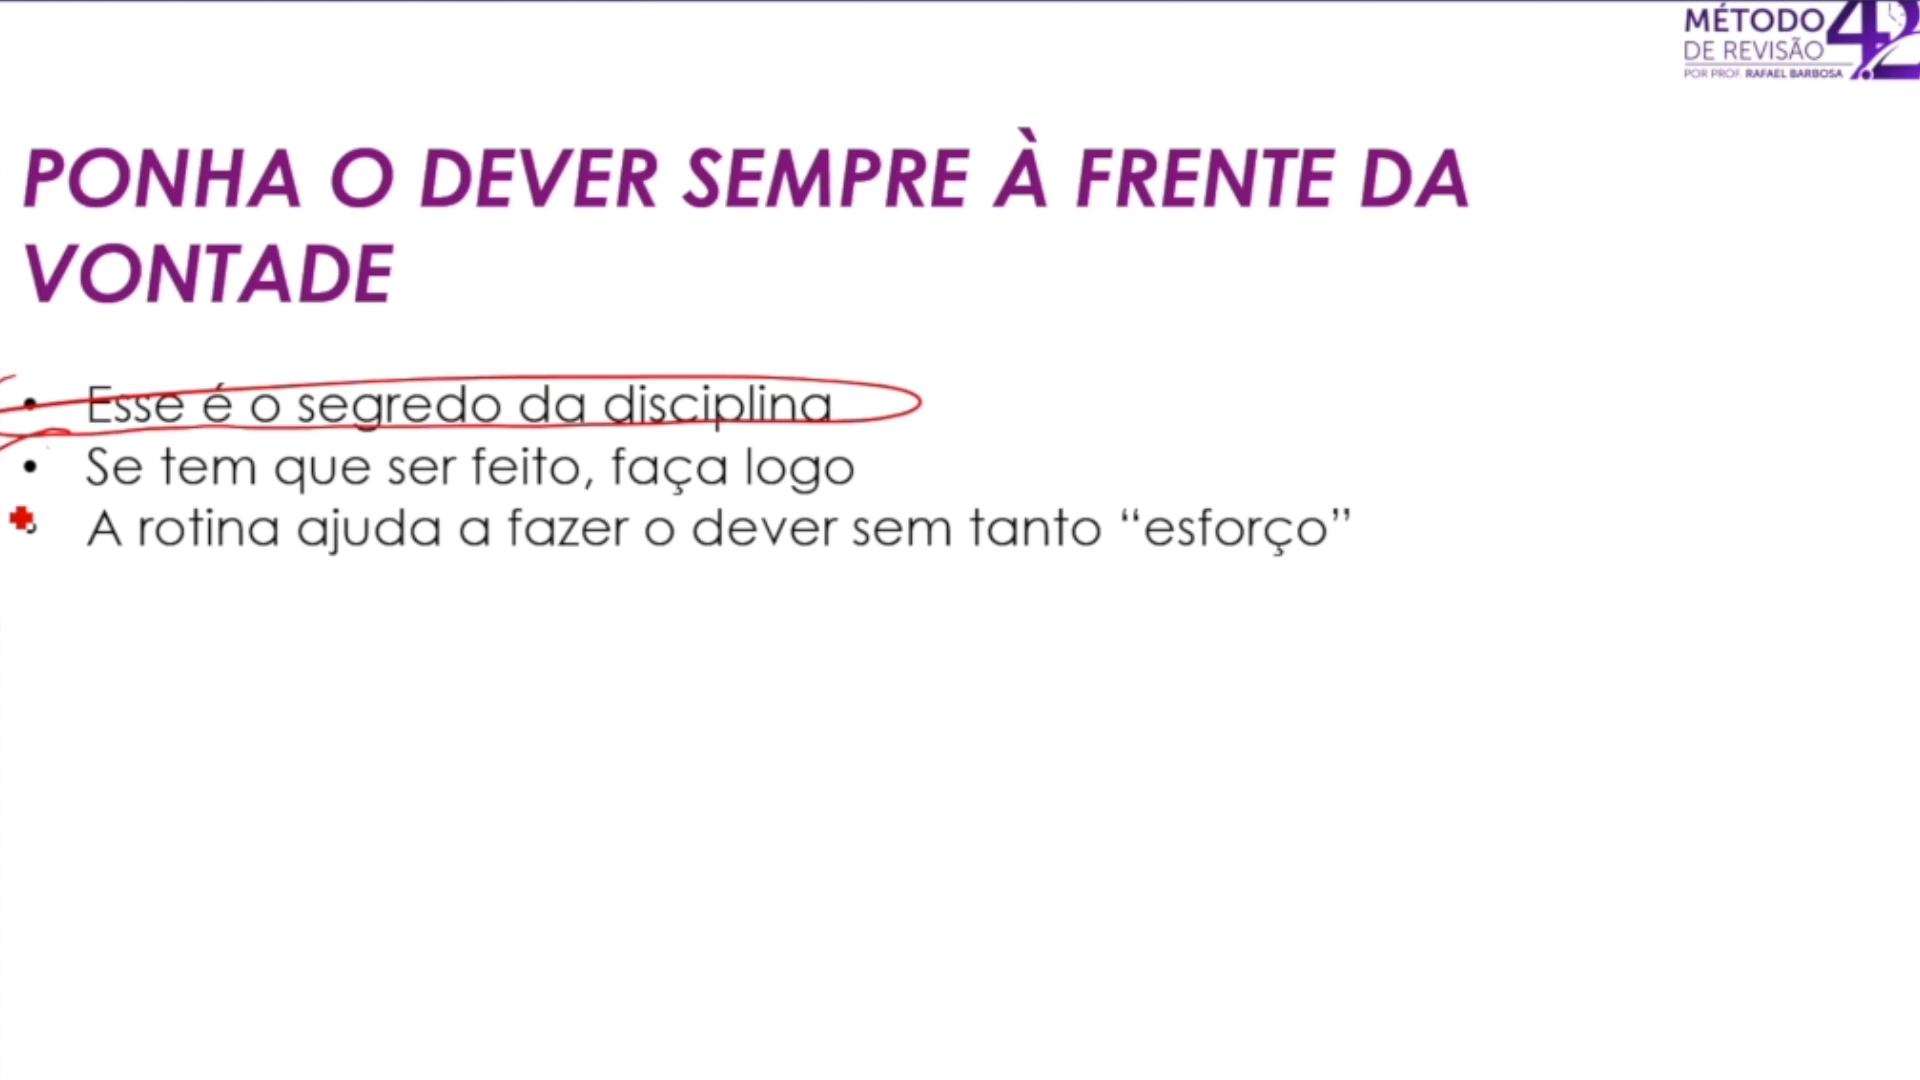 MÉTODO 42
DE REVISÃO
POR PROF. RAFAEL BARBOSA
PONHA O DEVER SEMPRE À FRENTE DA
VONTADE
• Esse é o segredo da disciplina
• Se tem que ser feito, faça logo
• A rotina ajuda a fazer o dever sem tanto “esforço”